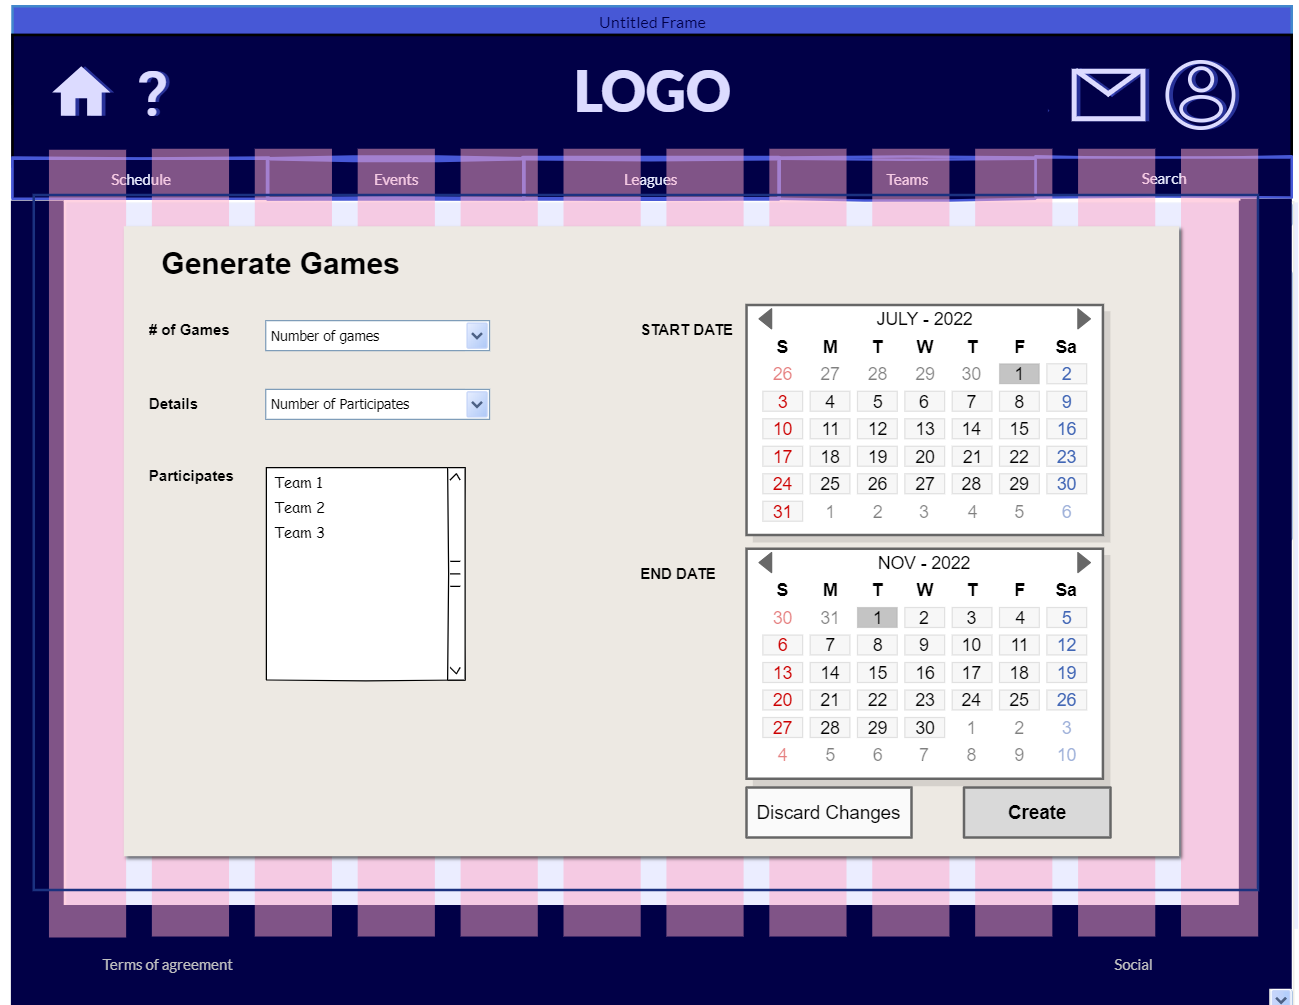 Untitled Frame
?
LOGO
Schedule Events Leagues Teams Search
Generate Games
# of Games
Number of games
Details
Number of Participates
Participates
Team 1
Team 2
Team 3
START DATE
JULY - 2022
S M T W T F Sa
26 27 28 29 30 1 2
3 4 5 6 7 8 9
10 11 12 13 14 15 16
17 18 19 20 21 22 23
24 25 26 27 28 29 30
31 1 2 3 4 5 6
END DATE
NOV - 2022
S M T W T F Sa
30 31 1 2 3 4 5
6 7 8 9 10 11 12
13 14 15 16 17 18 19
20 21 22 23 24 25 26
27 28 29 30 1 2 3
4 5 6 7 8 9 10
Discard Changes
Create
Terms of agreement
Social